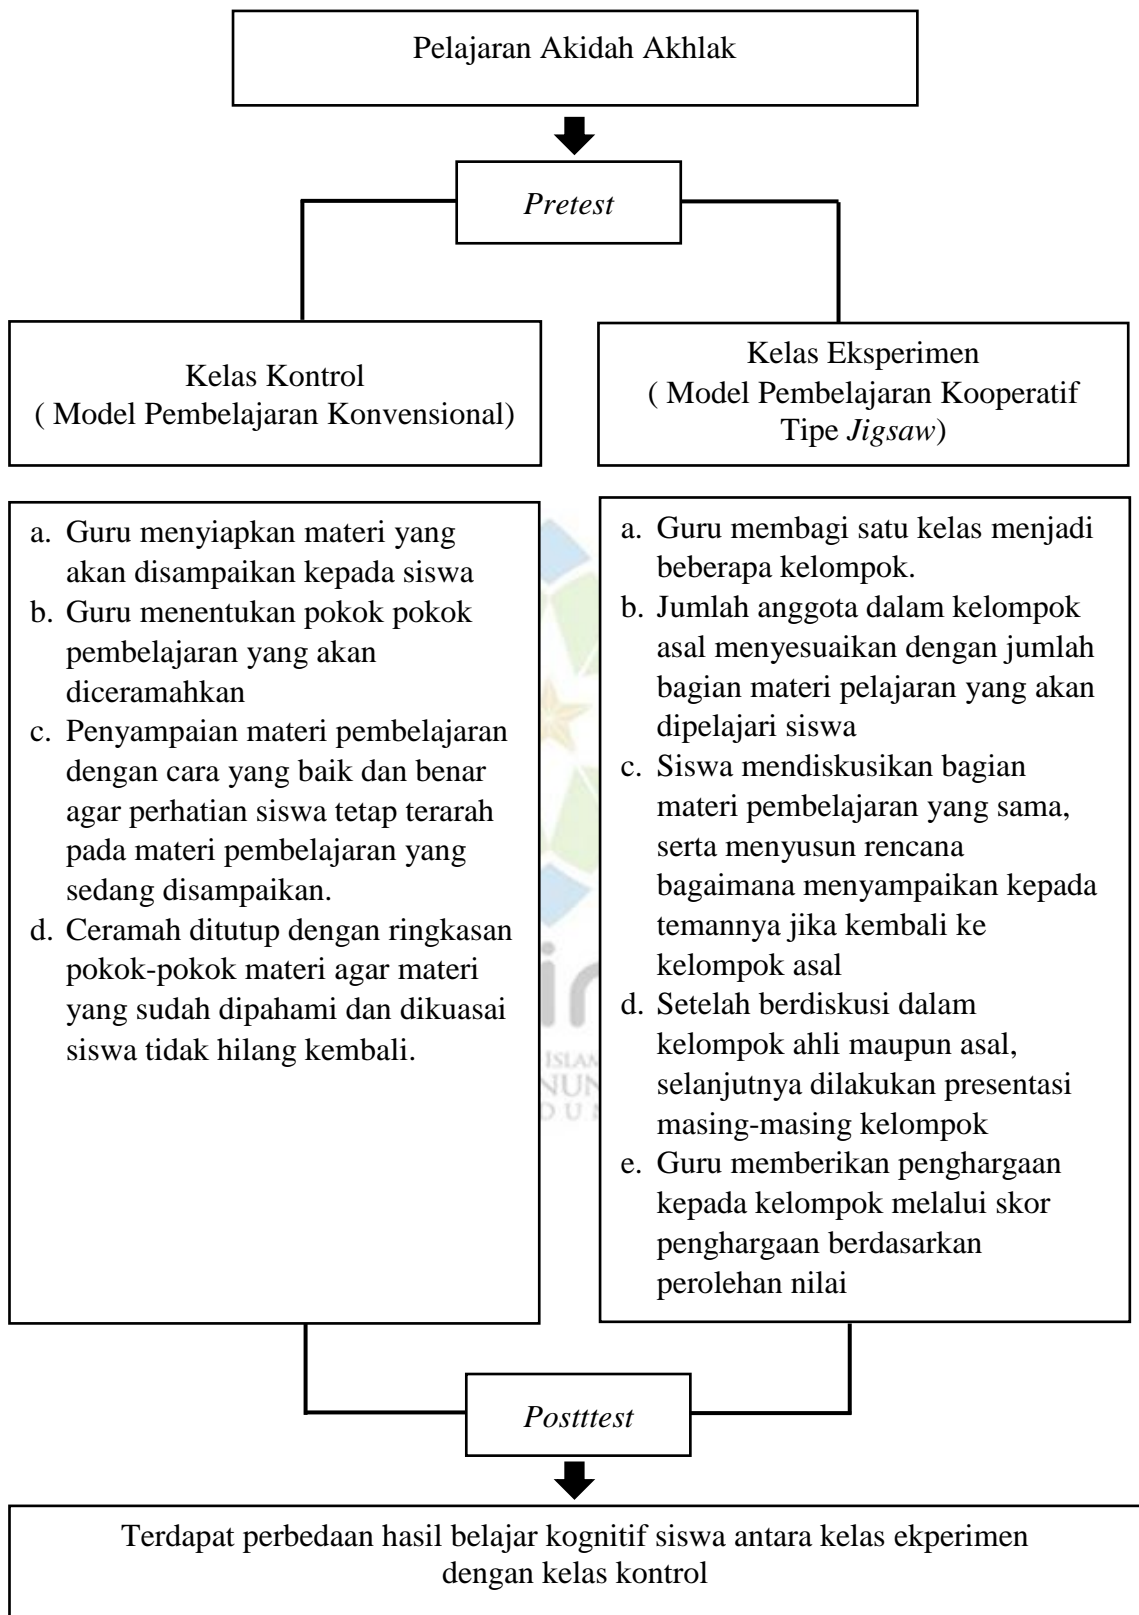 Pelajaran Akidah Akhlak
Pretest
Kelas Kontrol
( Model Pembelajaran Konvensional)
Kelas Eksperimen
( Model Pembelajaran Kooperatif
Tipe Jigsaw)
a. Guru menyiapkan materi yang
akan disampaikan kepada siswa
b. Guru menentukan pokok pokok
pembelajaran yang akan
diceramahkan
c. Penyampaian materi pembelajaran
dengan cara yang baik dan benar
agar perhatian siswa tetap terarah
pada materi pembelajaran yang
sedang disampaikan.
d. Ceramah ditutup dengan ringkasan
pokok-pokok materi agar materi
yang sudah dipahami dan dikuasai
siswa tidak hilang kembali.
a. Guru membagi satu kelas menjadi
beberapa kelompok.
b. Jumlah anggota dalam kelompok
asal menyesuaikan dengan jumlah
bagian materi pelajaran yang akan
dipelajari siswa
c. Siswa mendiskusikan bagian
materi pembelajaran yang sama,
serta menyusun rencana
bagaimana menyampaikan kepada
temannya jika kembali ke
kelompok asal
d. Setelah berdiskusi dalam
kelompok ahli maupun asal,
selanjutnya dilakukan presentasi
masing-masing kelompok
e. Guru memberikan penghargaan
kepada kelompok melalui skor
penghargaan berdasarkan
perolehan nilai
Postttest
Terdapat perbedaan hasil belajar kognitif siswa antara kelas ekperimen
dengan kelas kontrol